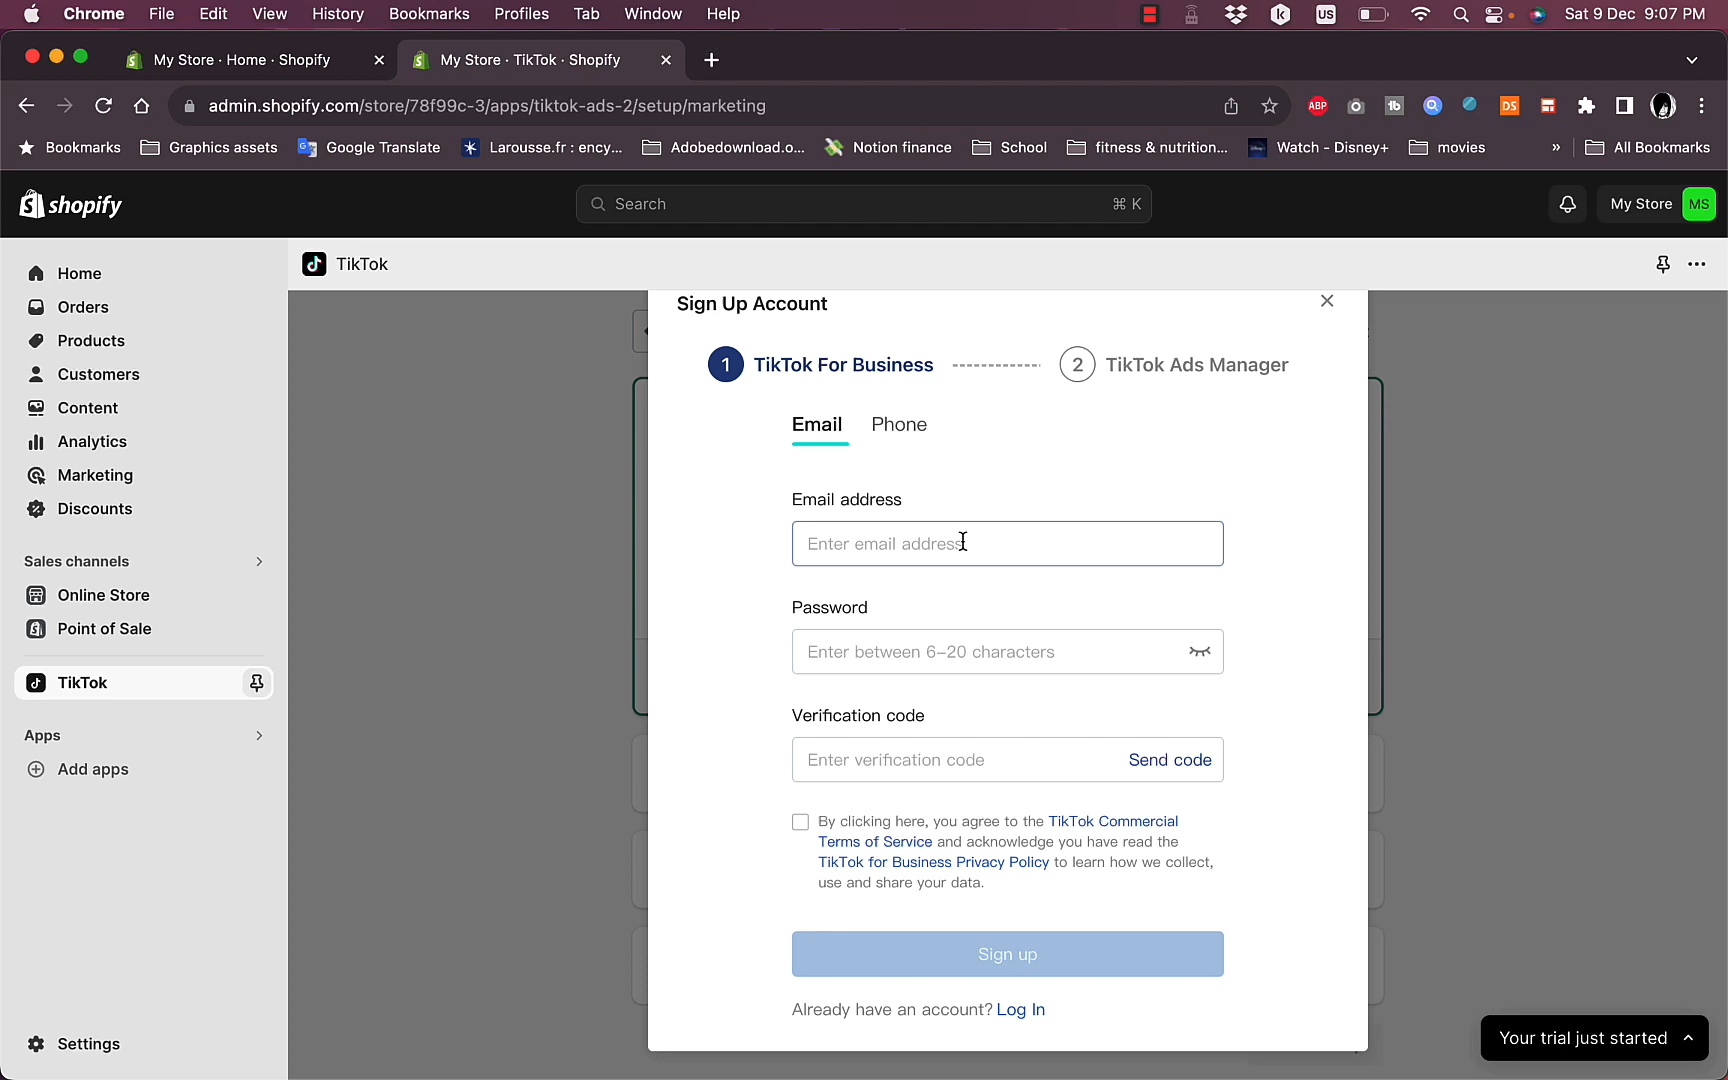 Chrome File Edit View History Bookmarks Profiles Tab Window Help US Sat 9 Dec 9:07 PM
My Store · Home · Shopify My Store · TikTok · Shopify
admin.shopify.com/store/78f99c-3/apps/tiktok-ads-2/setup/marketing ABP tb DS
Bookmarks Graphics assets Google Translate Larousse.fr : ency... Adobedownload.o... Notion finance School fitness & nutrition... Watch - Disney+ movies » All Bookmarks
shopify Search ⌘ K My Store MS
TikTok
Home
Orders
Products
Customers
Content
Analytics
Marketing
Discounts
Sales channels
Online Store
Point of Sale
TikTok
Apps
Add apps
Settings
Sign Up Account
1 TikTok For Business 2 TikTok Ads Manager
Email Phone
Email address
Enter email address
Password
Enter between 6–20 characters
Verification code
Enter verification code Send code
By clicking here, you agree to the TikTok Commercial
Terms of Service and acknowledge you have read the
TikTok for Business Privacy Policy to learn how we collect,
use and share your data.
Sign up
Already have an account? Log In
Your trial just started